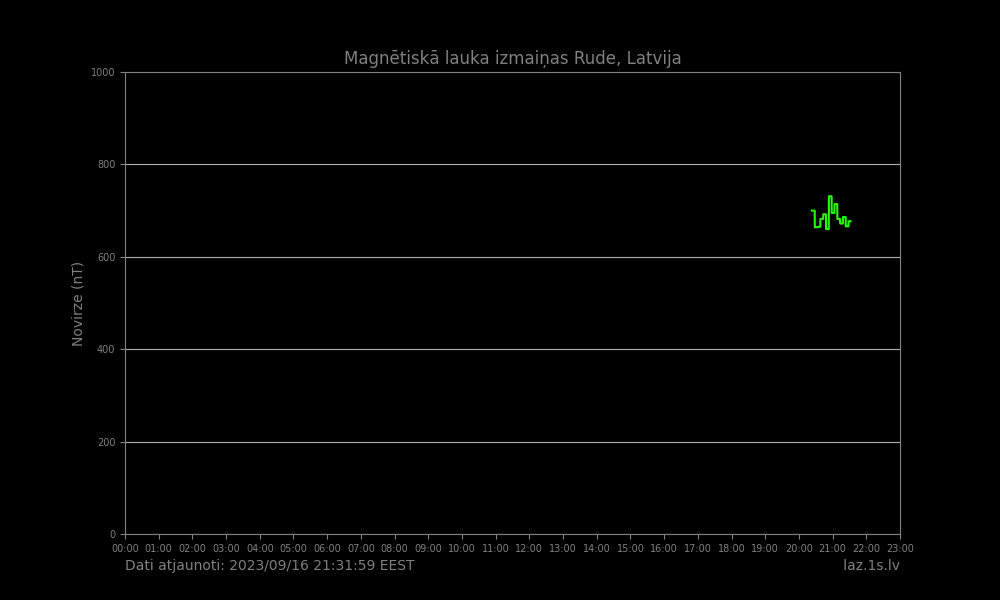 Magnētiskā lauka izmaiņas Rude, Latvija
1000
800
600
400
200
0
Novirze (nT)
00:00 01:00 02:00 03:00 04:00 05:00 06:00 07:00 08:00 09:00 10:00 11:00 12:00 13:00 14:00 15:00 16:00 17:00 18:00 19:00 20:00 21:00 22:00 23:00
Dati atjaunoti: 2023/09/16 21:31:59 EEST
laz.1s.lv